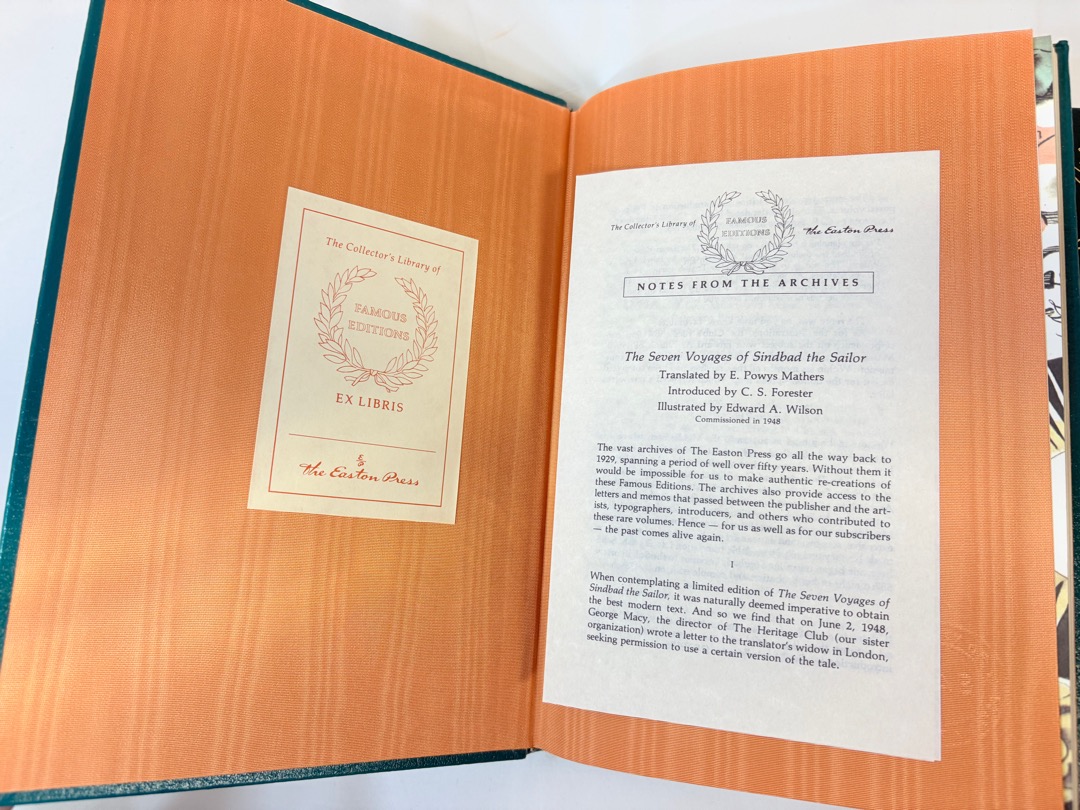 The Collector's Library of
FAMOUS
EDITIONS
EX LIBRIS
EP
The Easton Press
The Collector's Library of
FAMOUS
EDITIONS
The Easton Press
NOTES FROM THE ARCHIVES
The Seven Voyages of Sindbad the Sailor
Translated by E. Powys Mathers
Introduced by C. S. Forester
Illustrated by Edward A. Wilson
Commissioned in 1948
The vast archives of The Easton Press go all the way back to
1929, spanning a period of well over fifty years. Without them it
would be impossible for us to make authentic re-creations of
these Famous Editions. The archives also provide access to the
letters and memos that passed between the publisher and the art-
ists, typographers, introducers, and others who contributed to
these rare volumes. Hence — for us as well as for our subscribers
— the past comes alive again.
I
When contemplating a limited edition of The Seven Voyages of
Sindbad the Sailor, it was naturally deemed imperative to obtain
the best modern text. And so we find that on June 2, 1948,
George Macy, the director of The Heritage Club (our sister
organization) wrote a letter to the translator's widow in London,
seeking permission to use a certain version of the tale.